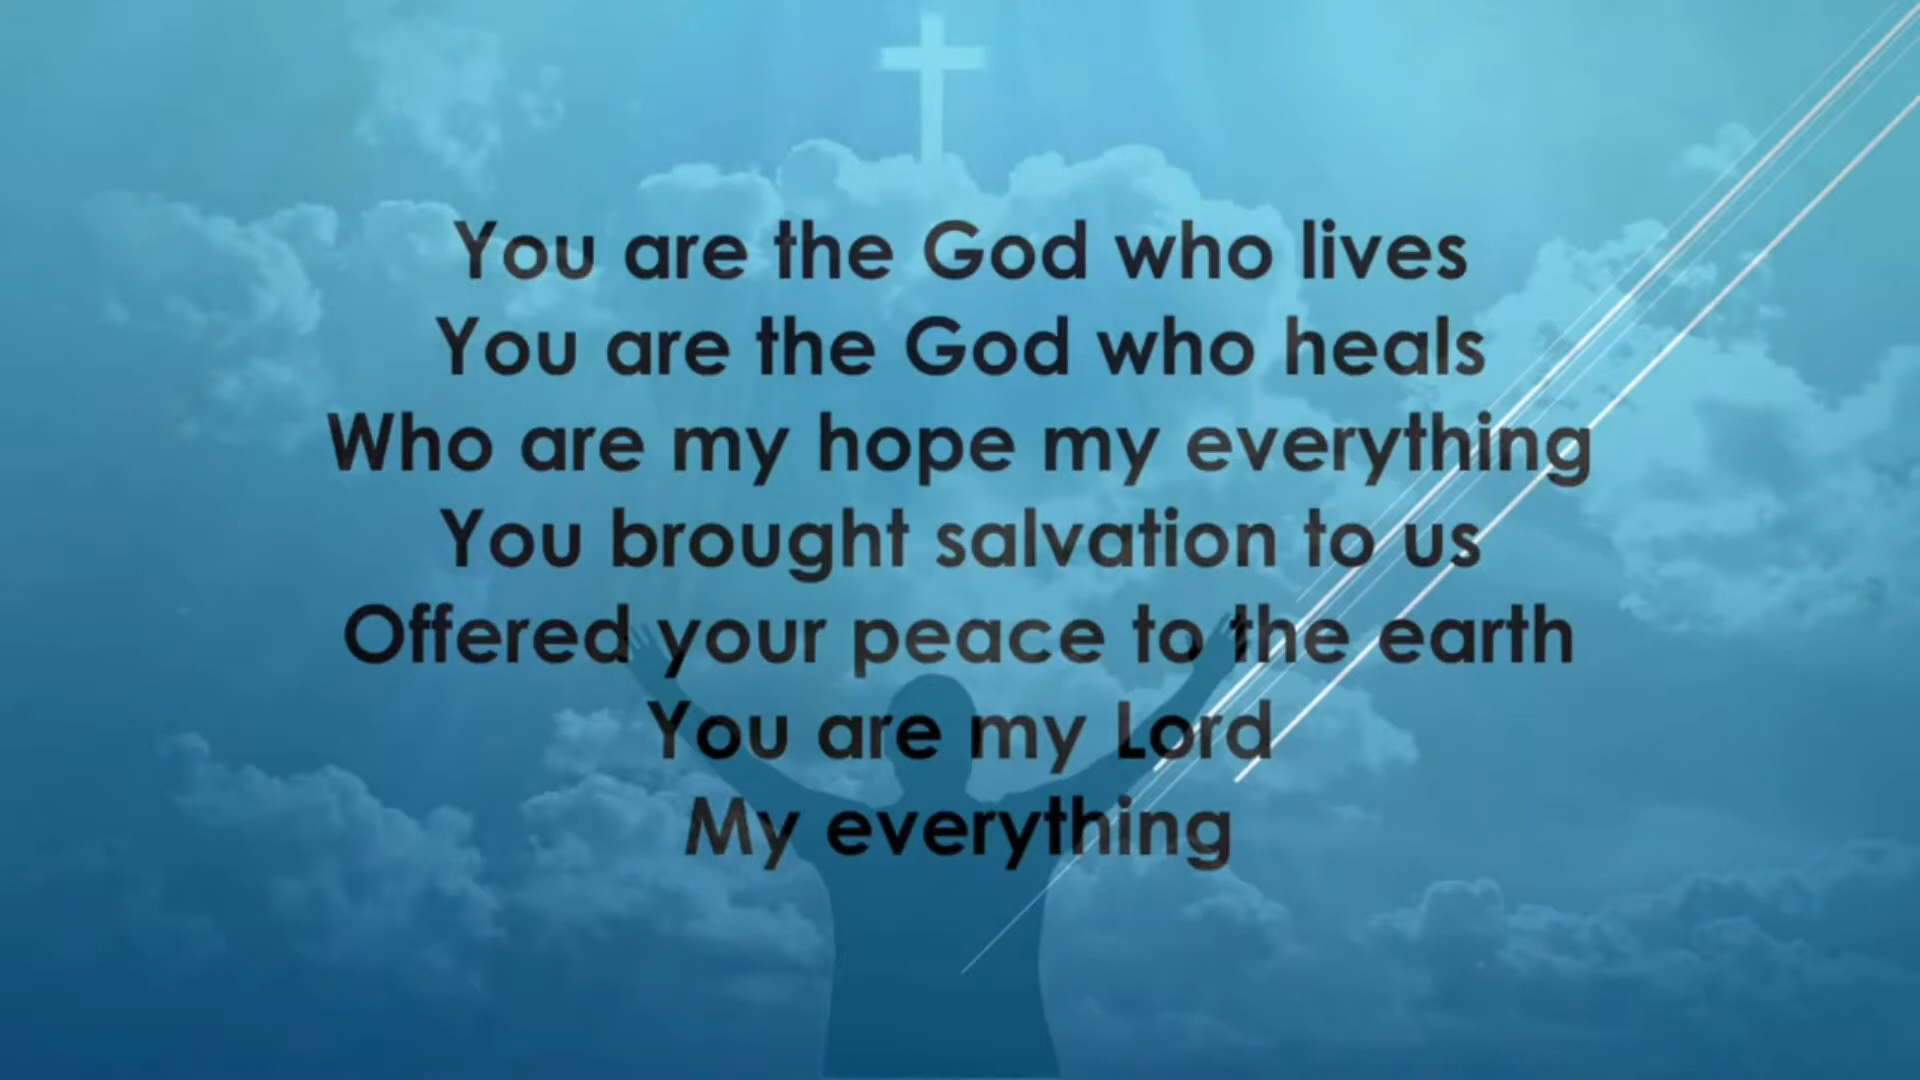 You are the God who lives
You are the God who heals
Who are my hope my everything
You brought salvation to us
Offered your peace to the earth
You are my Lord
My everything